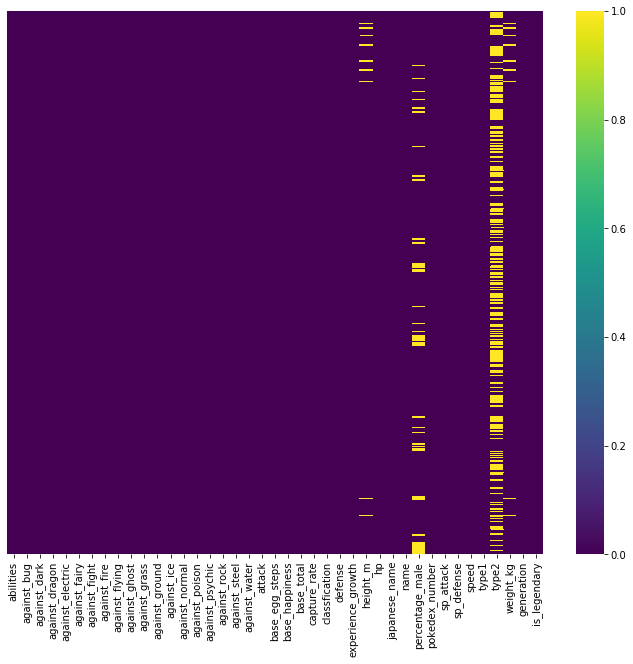 1.0
0.8
0.6
0.4
0.2
0.0
abilities
against_bug
against_dark
against_dragon
against_electric
against_fairy
against_fight
against_fire
against_flying
against_ghost
against_grass
against_ground
against_ice
against_normal
against_poison
against_psychic
against_rock
against_steel
against_water
attack
base_egg_steps
base_happiness
base_total
capture_rate
classfication
defense
experience_growth
height_m
hp
japanese_name
name
percentage_male
pokedex_number
sp_attack
sp_defense
speed
type1
type2
weight_kg
generation
is_legendary